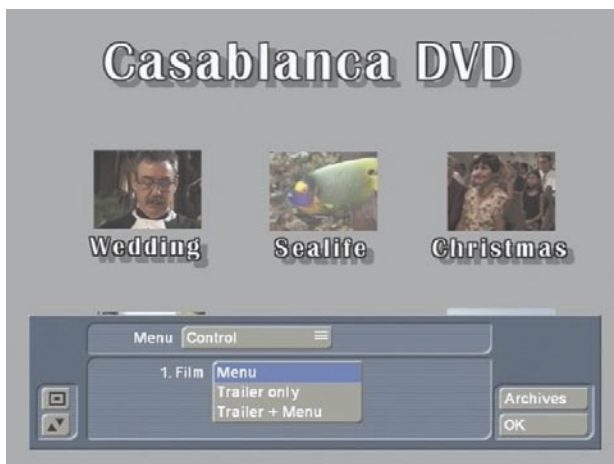 Casablanca DVD
Wedding Sealife Christmas
Menu Control
1. Film Menu
Trailer only
Trailer + Menu
Archives
OK